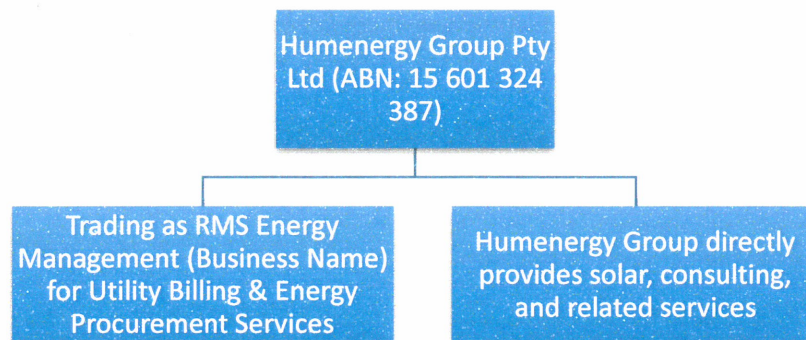 Humenergy Group Pty
Ltd (ABN: 15 601 324
387)
Trading as RMS Energy
Management (Business Name)
for Utility Billing & Energy
Procurement Services
Humenergy Group directly
provides solar, consulting,
and related services